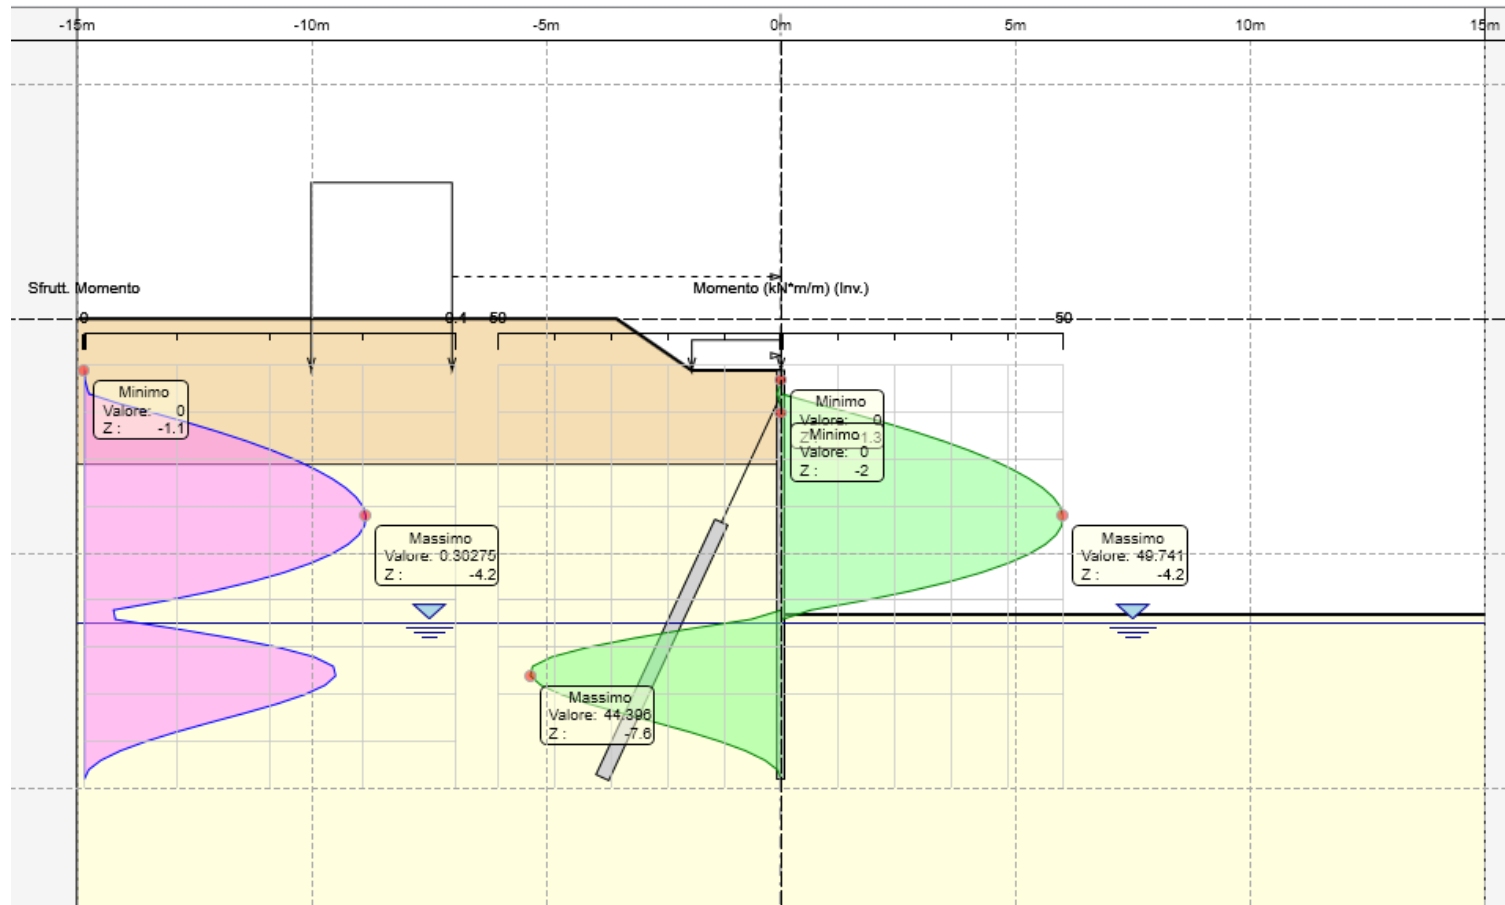 -15m -10m -5m 0m 5m 10m 15m
Sfrutt. Momento
Momento (kN*m/m) (Inv.)
0 0.4 50 50
Minimo
Valore: 0
Z : -1.1
Minimo
Valore: 0
Z : -1.3
Minimo
Valore: 0
Z : -2
Massimo
Valore: 0.30275
Z : -4.2
Massimo
Valore: 49.741
Z : -4.2
Massimo
Valore: 44.396
Z : -7.6